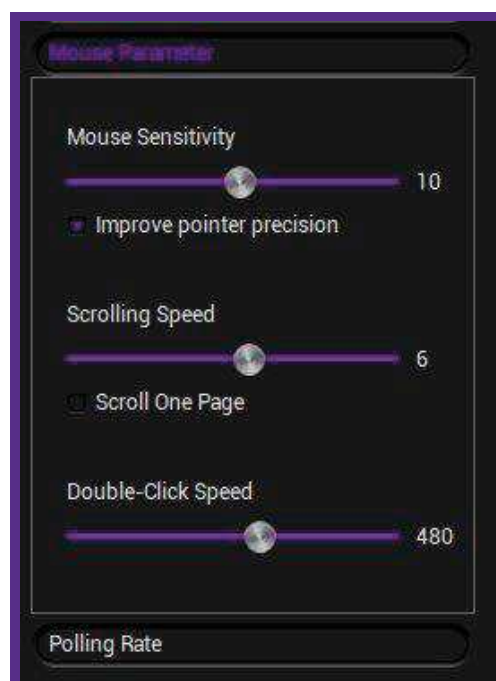 Mouse Parameter
Mouse Sensitivity
10
Improve pointer precision
Scrolling Speed
6
Scroll One Page
Double-Click Speed
480
Polling Rate